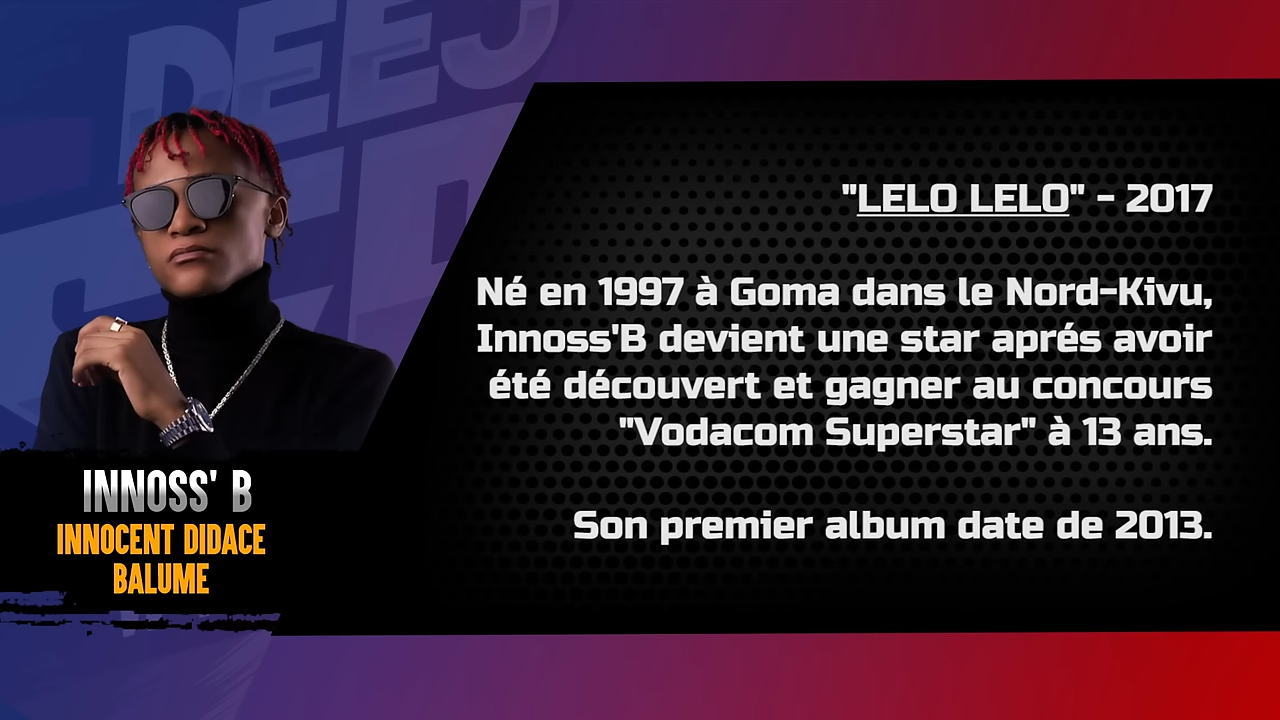 DEEJ
INNOSS' B
INNOCENT DIDACE
BALUME
"LELO LELO" - 2017
Né en 1997 à Goma dans le Nord-Kivu,
Innoss'B devient une star aprés avoir
été découvert et gagner au concours
"Vodacom Superstar" à 13 ans.
Son premier album date de 2013.